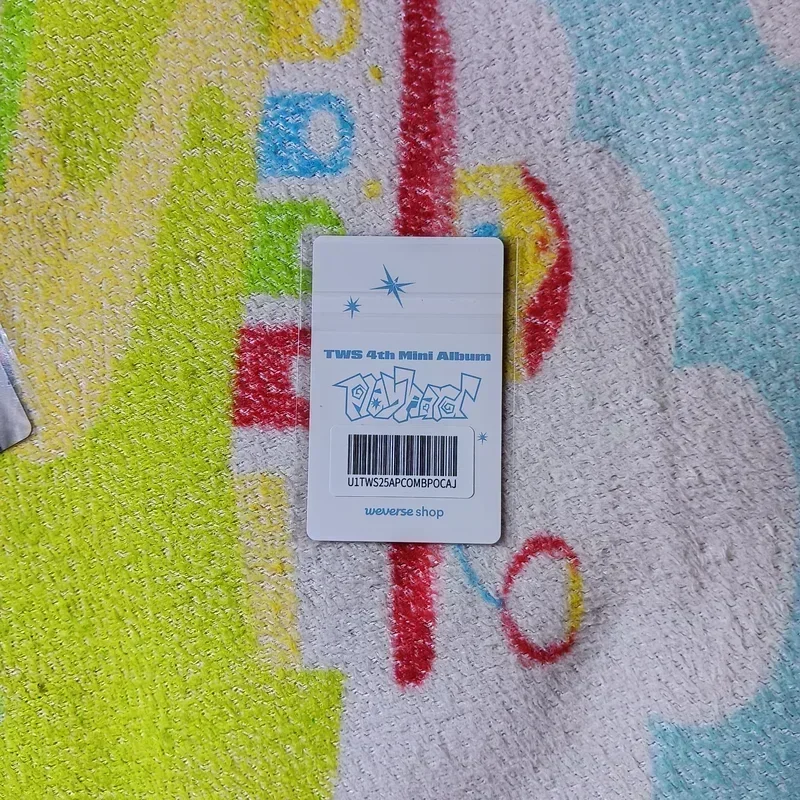 TWS 4th Mini Album
play hard
U1TWS25APCOMBPOCAJ
weverse shop